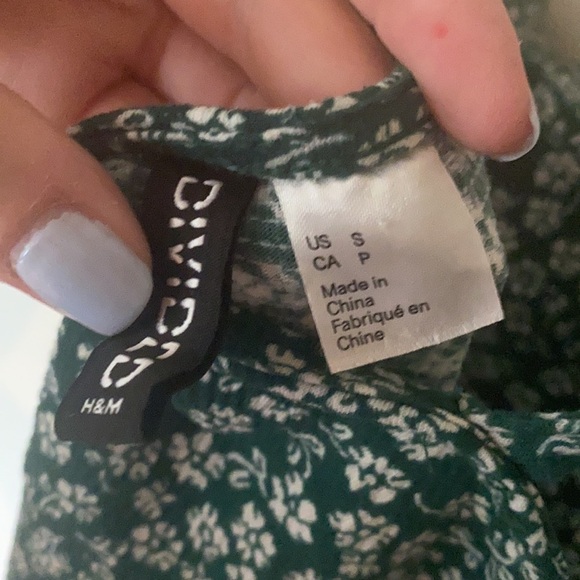 DIVIDED
H&M
US S
CA P
Made in
China
Fabriqué en
Chine